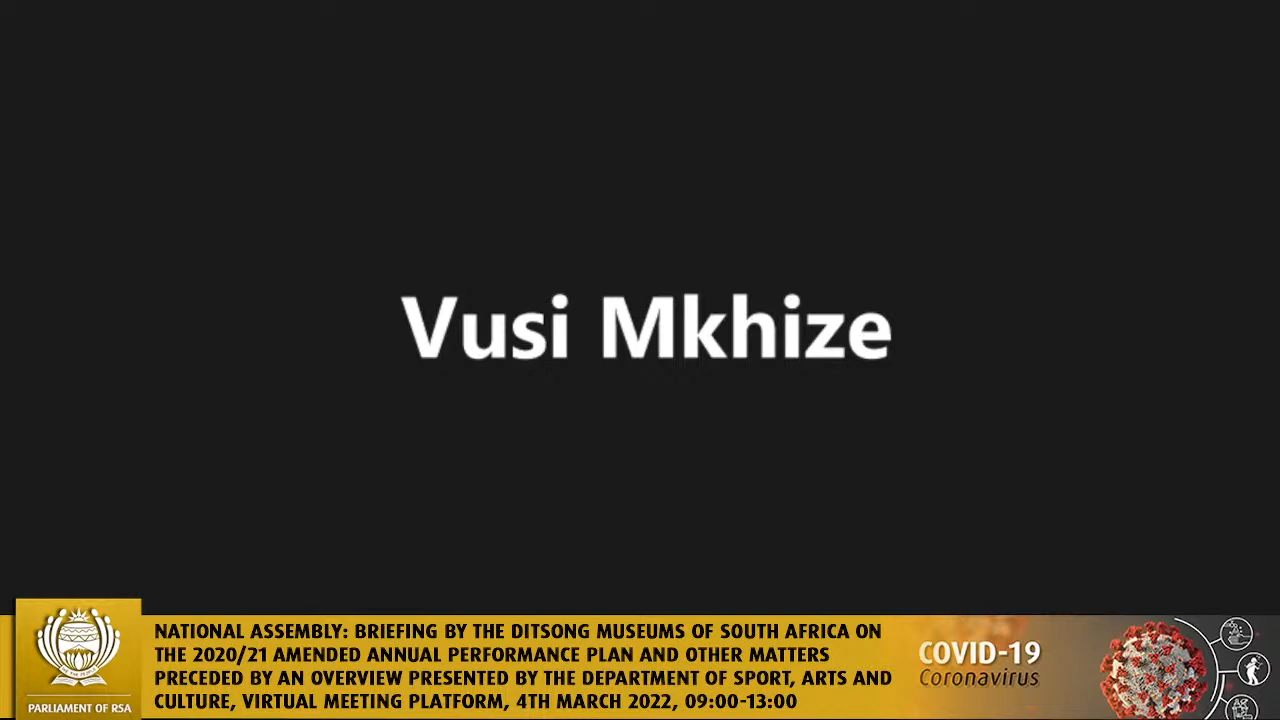 Vusi Mkhize
NATIONAL ASSEMBLY: BRIEFING BY THE DITSONG MUSEUMS OF SOUTH AFRICA ON
THE 2020/21 AMENDED ANNUAL PERFORMANCE PLAN AND OTHER MATTERS
PRECEDED BY AN OVERVIEW PRESENTED BY THE DEPARTMENT OF SPORT, ARTS AND
CULTURE, VIRTUAL MEETING PLATFORM, 4TH MARCH 2022, 09:00-13:00
PARLIAMENT OF RSA
COVID-19
Coronavirus